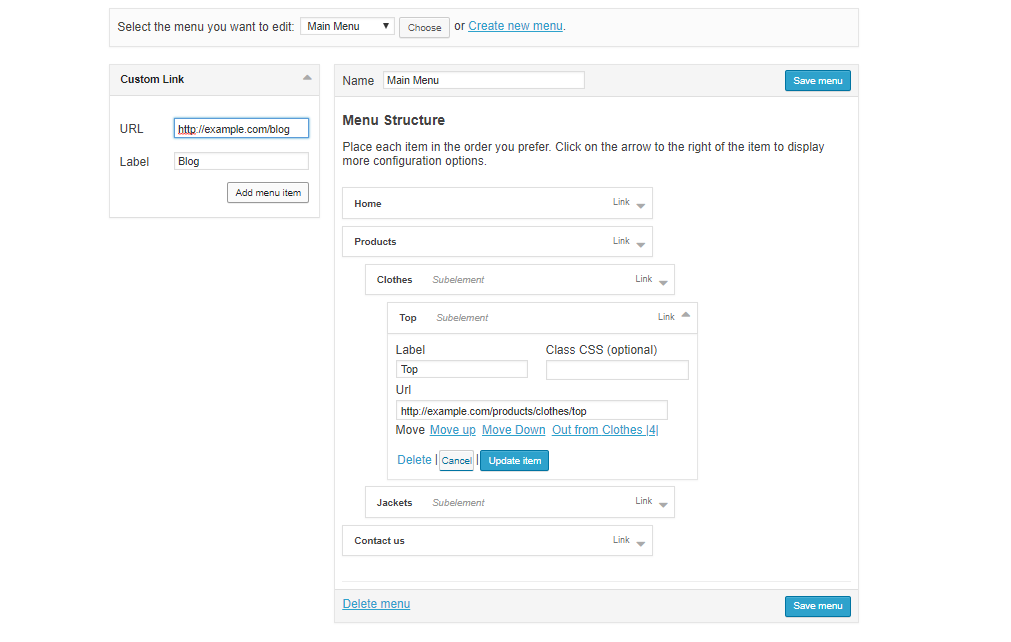 Select the menu you want to edit: Main Menu Choose or Create new menu.
Custom Link
URL http://example.com/blog
Label Blog
Add menu item
Name Main Menu Save menu
Menu Structure
Place each item in the order you prefer. Click on the arrow to the right of the item to display
more configuration options.
Home Link
Products Link
Clothes Subelement Link
Top Subelement Link
Label Class CSS (optional)
Top
Url
http://example.com/products/clothes/top
Move Move up Move Down Out from Clothes |4|
Delete | Cancel | Update item
Jackets Subelement Link
Contact us Link
Delete menu Save menu